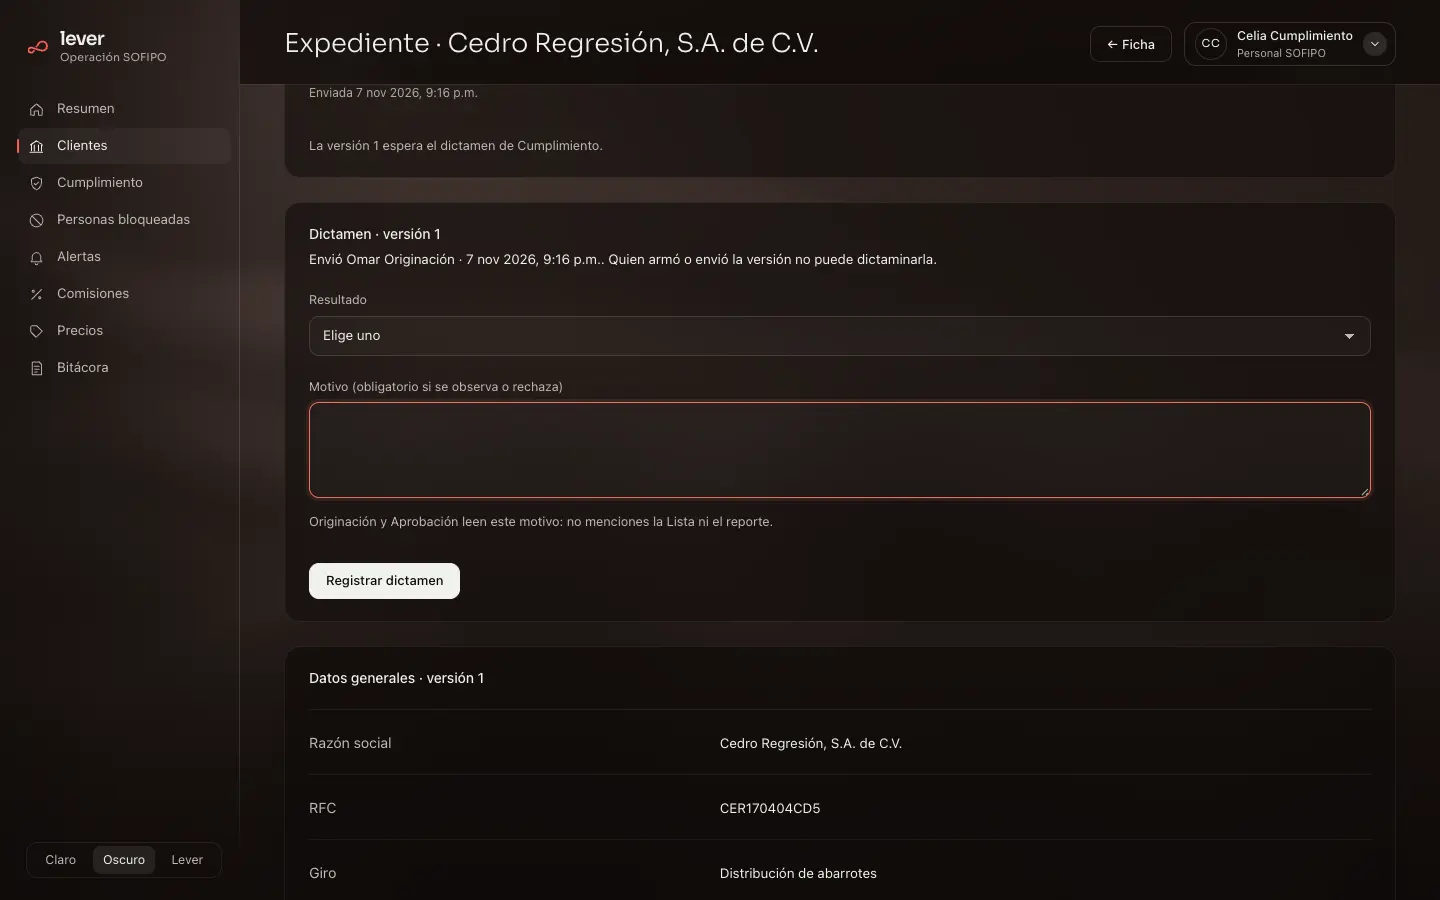 lever
Operación SOFIPO
Resumen
Clientes
Cumplimiento
Personas bloqueadas
Alertas
Comisiones
Precios
Bitácora
Claro
Oscuro
Lever
Expediente · Cedro Regresión, S.A. de C.V.
← Ficha
CC
Celia Cumplimiento
Personal SOFIPO
Enviada 7 nov 2026, 9:16 p.m.
La versión 1 espera el dictamen de Cumplimiento.
Dictamen · versión 1
Envió Omar Originación · 7 nov 2026, 9:16 p.m.. Quien armó o envió la versión no puede dictaminarla.
Resultado
Elige uno
Motivo (obligatorio si se observa o rechaza)
Originación y Aprobación leen este motivo: no menciones la Lista ni el reporte.
Registrar dictamen
Datos generales · versión 1
Razón social
Cedro Regresión, S.A. de C.V.
RFC
CER170404CD5
Giro
Distribución de abarrotes